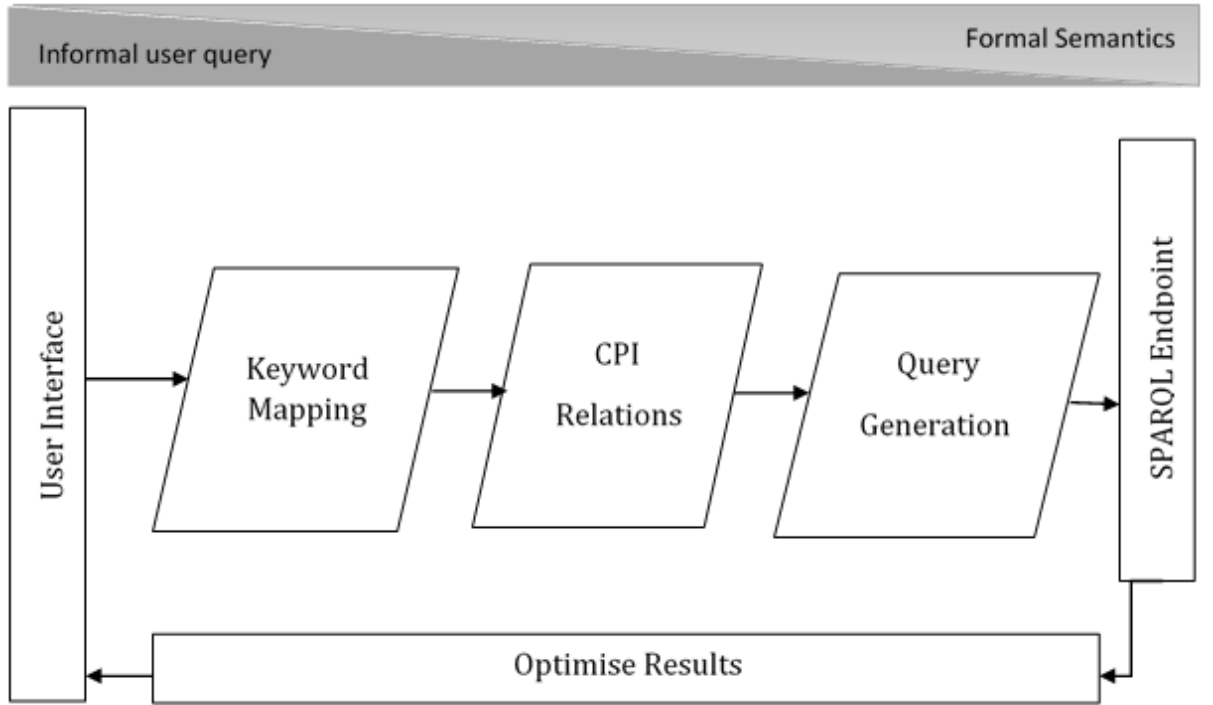 Informal user query
Formal Semantics
User Interface
Keyword
Mapping
CPI
Relations
Query
Generation
SPARQL Endpoint
Optimise Results